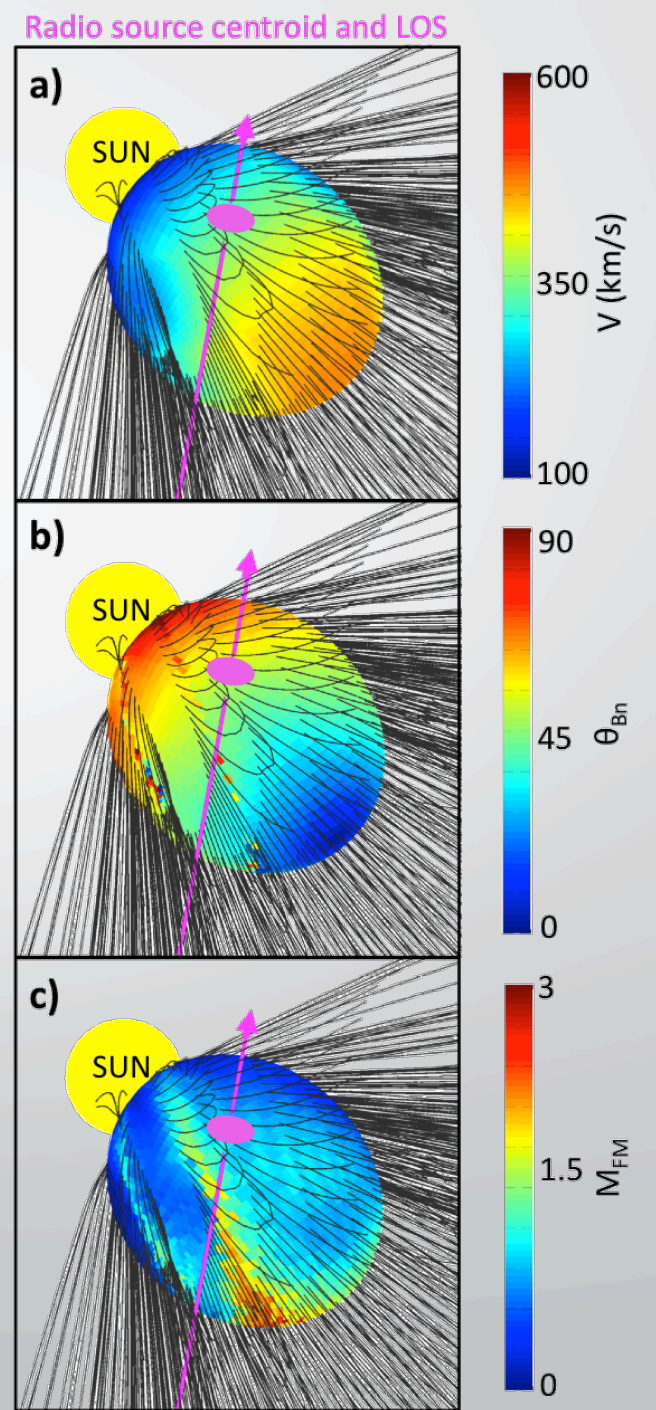 Radio source centroid and LOS
a)
SUN
600
350
100
V (km/s)
b)
SUN
90
45
0
θBn
c)
SUN
3
1.5
0
MFM